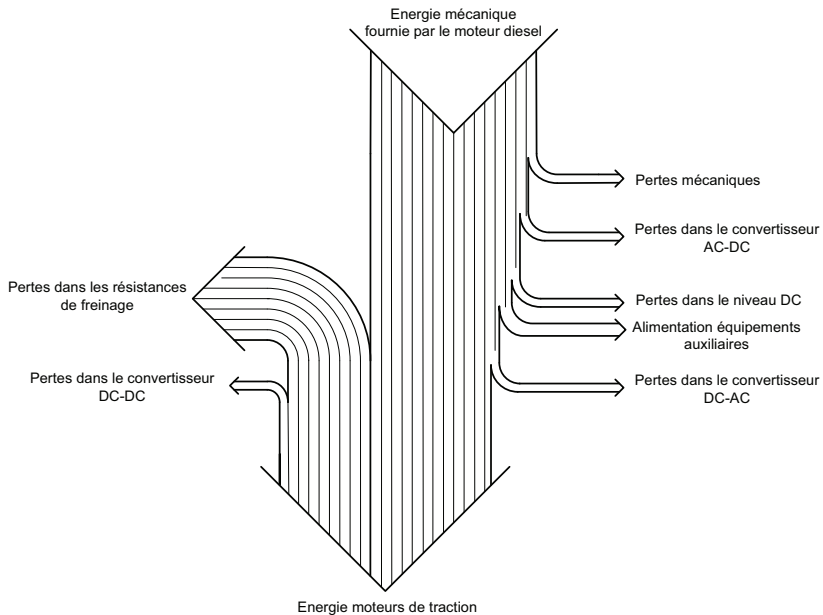 Energie mécanique
fournie par le moteur diesel
Pertes mécaniques
Pertes dans le convertisseur
AC-DC
Pertes dans les résistances
de freinage
Pertes dans le niveau DC
Alimentation équipements
auxiliaires
Pertes dans le convertisseur
DC-DC
Pertes dans le convertisseur
DC-AC
Energie moteurs de traction